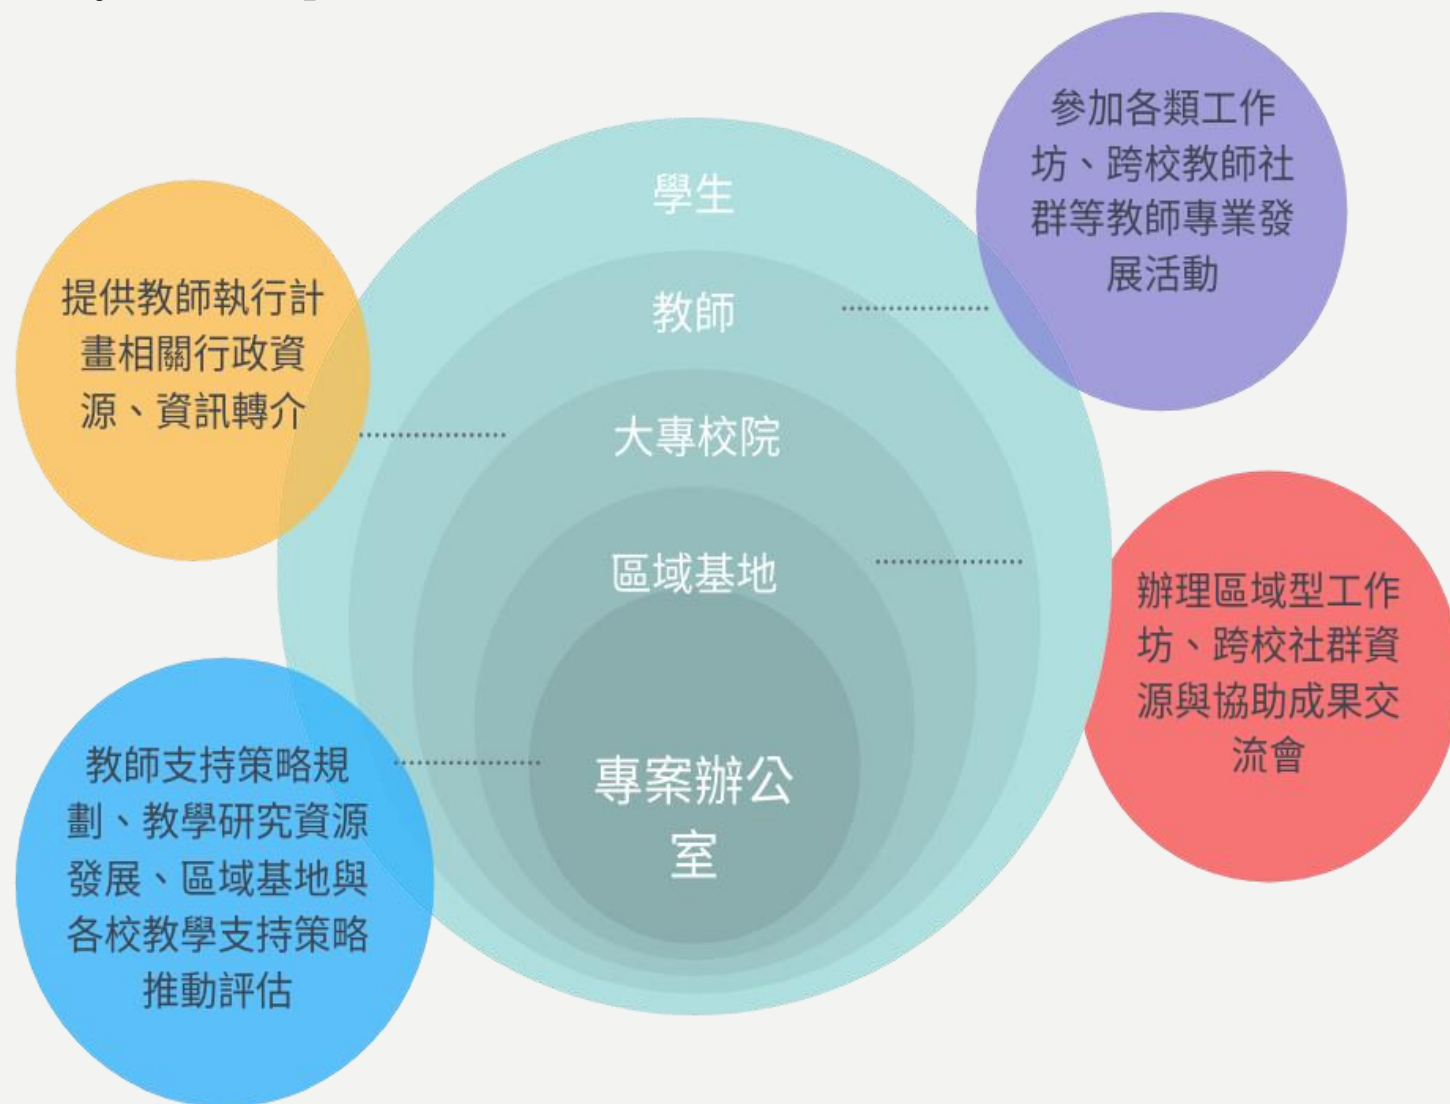 參加各類工作
坊、跨校教師社
群等教師專業發
展活動
學生
提供教師執行計
畫相關行政資
源、資訊轉介
教師
大專校院
區域基地
辦理區域型工作
坊、跨校社群資
源與協助成果交
流會
教師支持策略規
劃、教學研究資源
發展、區域基地與
各校教學支持策略
推動評估
專案辦公
室